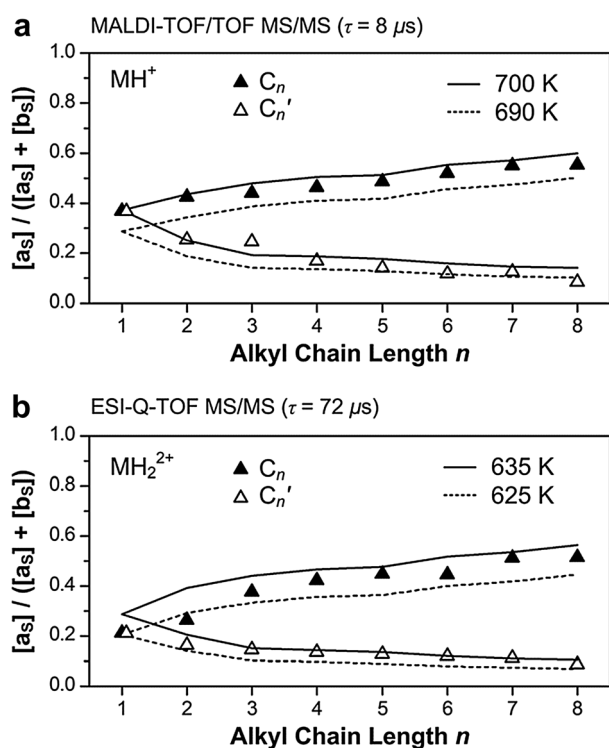 a MALDI-TOF/TOF MS/MS (τ = 8 μs)
MH⁺
▲ Cₙ
△ Cₙ′
700 K
690 K
[aₛ] / ([aₛ] + [bₛ])
1.0
0.8
0.6
0.4
0.2
0.0
1 2 3 4 5 6 7 8
Alkyl Chain Length n
b ESI-Q-TOF MS/MS (τ = 72 μs)
MH₂²⁺
▲ Cₙ
△ Cₙ′
635 K
625 K
[aₛ] / ([aₛ] + [bₛ])
1.0
0.8
0.6
0.4
0.2
0.0
1 2 3 4 5 6 7 8
Alkyl Chain Length n